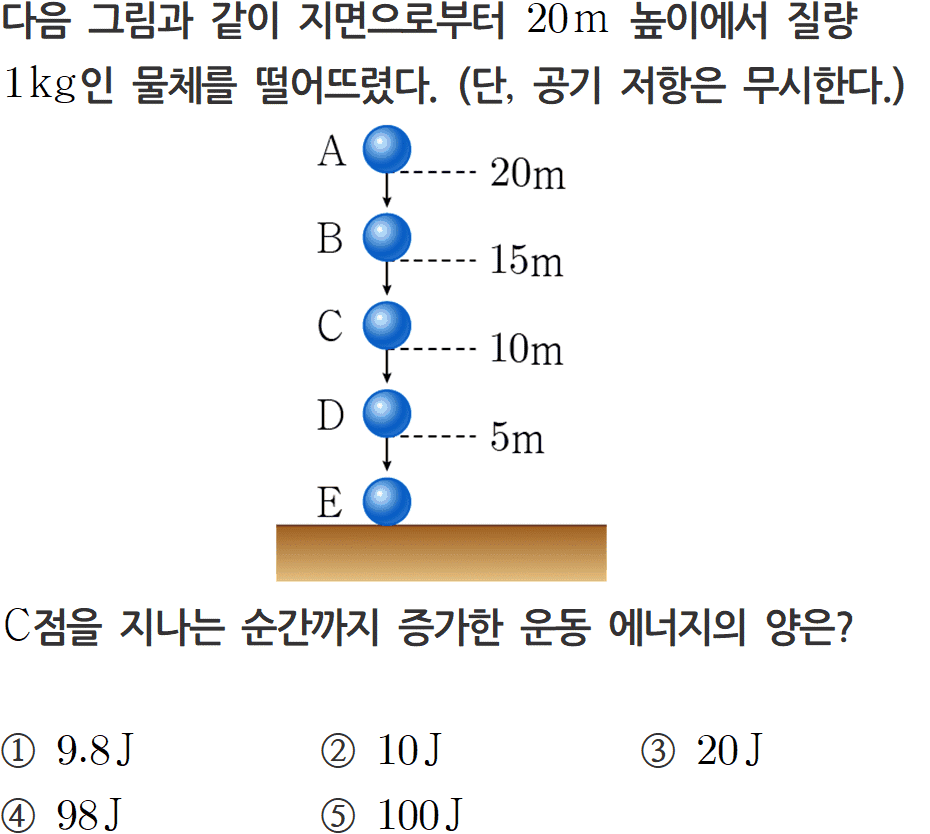 다음 그림과 같이 지면으로부터 20m 높이에서 질량
1kg인 물체를 떨어뜨렸다. (단, 공기 저항은 무시한다.)
A
20m
B
15m
C
10m
D
5m
E
C점을 지나는 순간까지 증가한 운동 에너지의 양은?
① 9.8J ② 10J ③ 20J
④ 98J ⑤ 100J